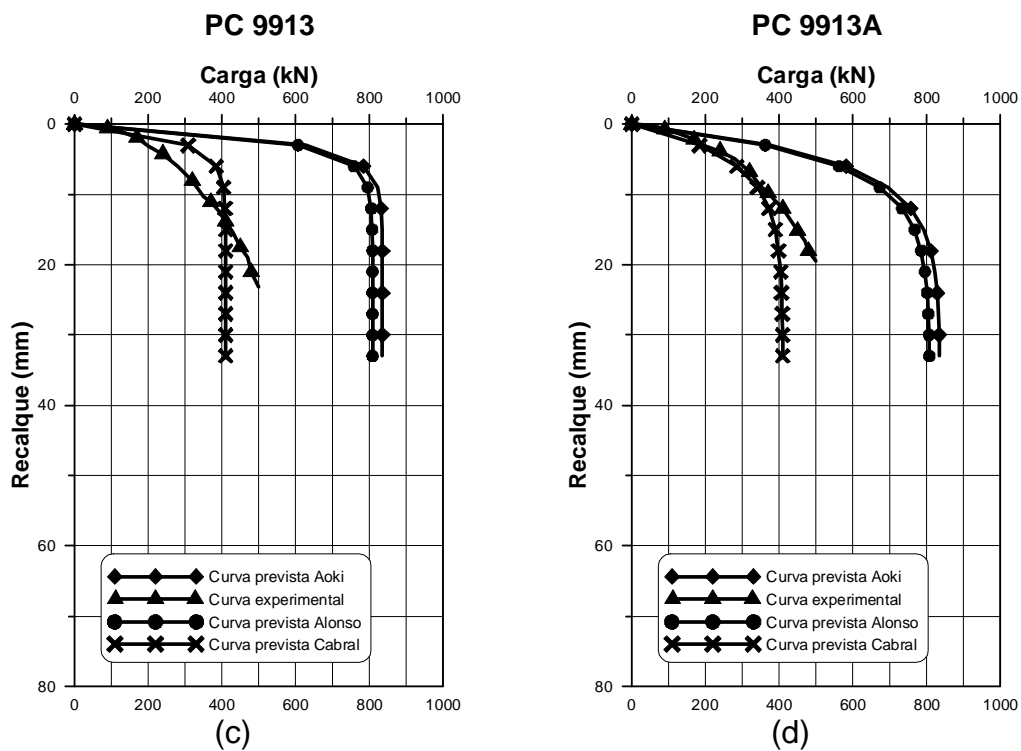 PC 9913
Carga (kN)
0 200 400 600 800 1000
0
20
40
60
80
Recalque (mm)
Curva prevista Aoki
Curva experimental
Curva prevista Alonso
Curva prevista Cabral
0 200 400 600 800 1000
(c)
PC 9913A
Carga (kN)
0 200 400 600 800 1000
0
20
40
60
80
Recalque (mm)
Curva prevista Aoki
Curva experimental
Curva prevista Alonso
Curva prevista Cabral
0 200 400 600 800 1000
(d)